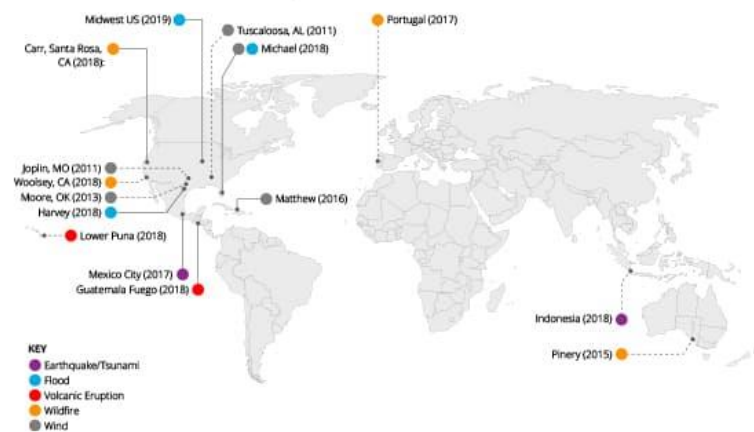 Midwest US (2019)
Portugal (2017)
Tuscaloosa, AL (2011)
Carr, Santa Rosa,
CA (2018):
Michael (2018)
Joplin, MO (2011)
Woolsey, CA (2018)
Moore, OK (2013)
Harvey (2018)
Matthew (2016)
Lower Puna (2018)
Mexico City (2017)
Guatemala Fuego (2018)
Indonesia (2018)
Pinery (2015)
KEY
Earthquake/Tsunami
Flood
Volcanic Eruption
Wildfire
Wind